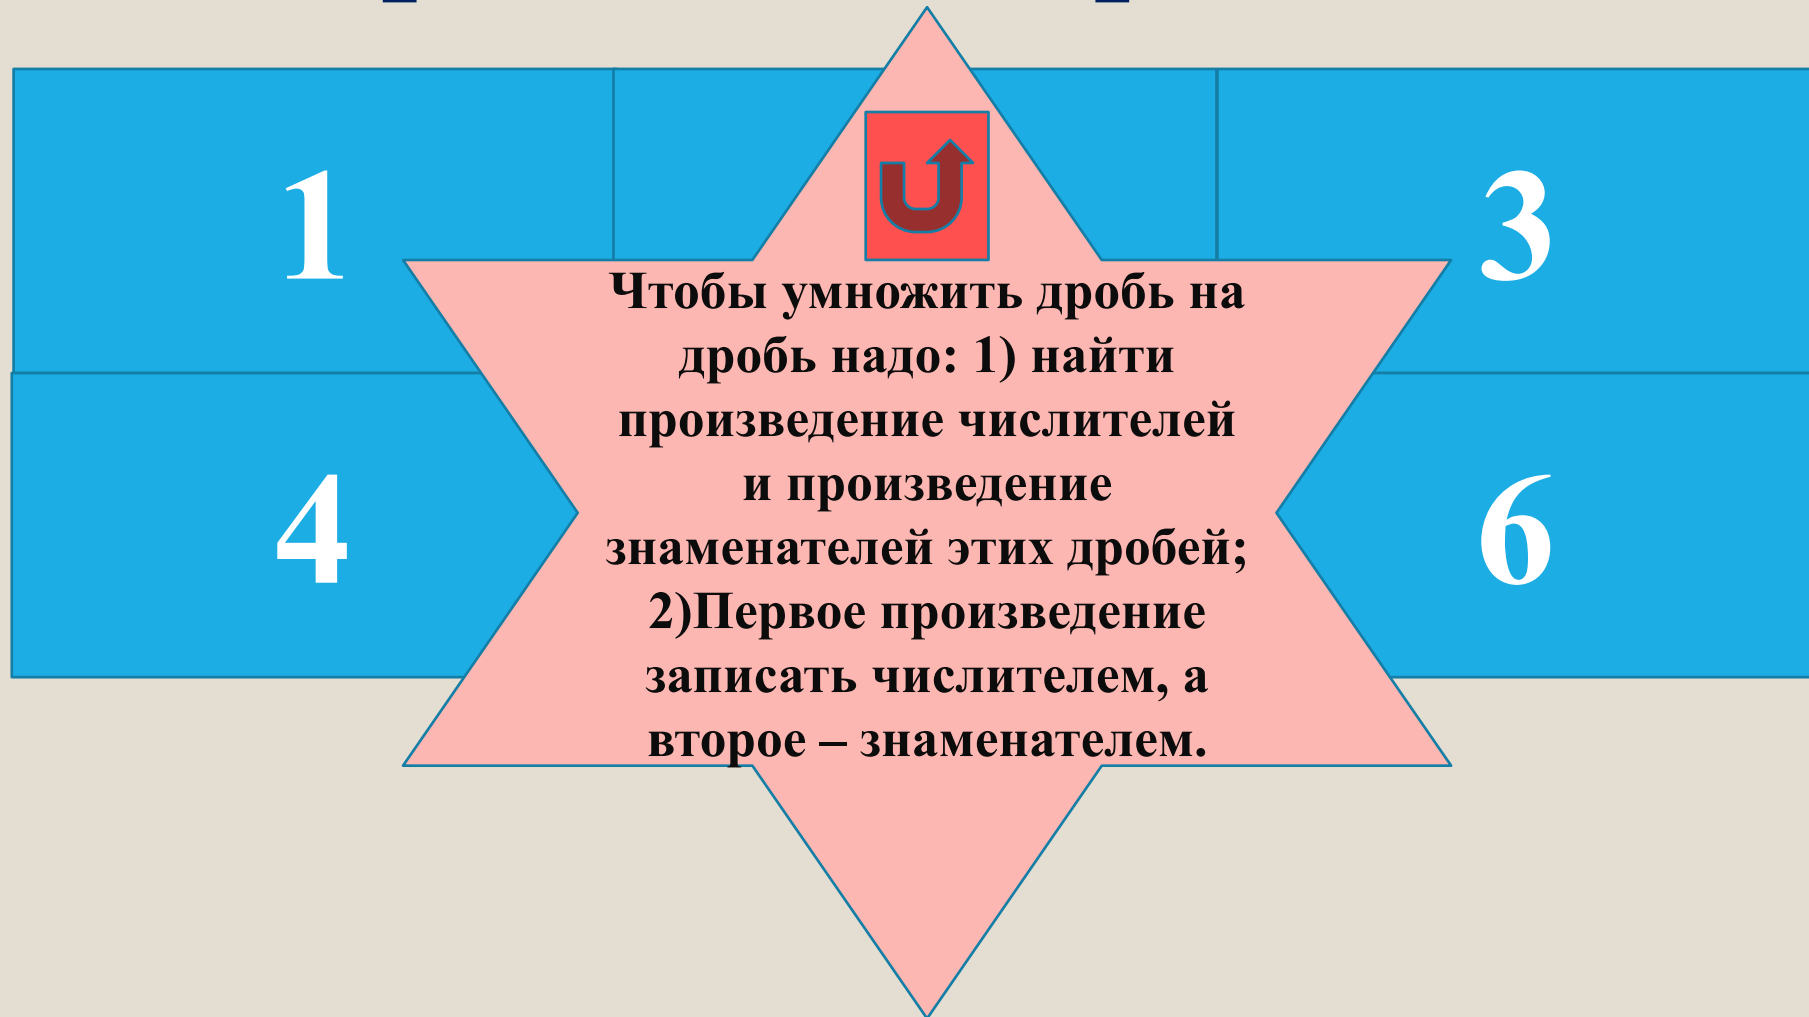 1
3
Чтобы умножить дробь на
дробь надо: 1) найти
произведение числителей
и произведение
знаменателей этих дробей;
2)Первое произведение
записать числителем, а
второе – знаменателем.
4
6